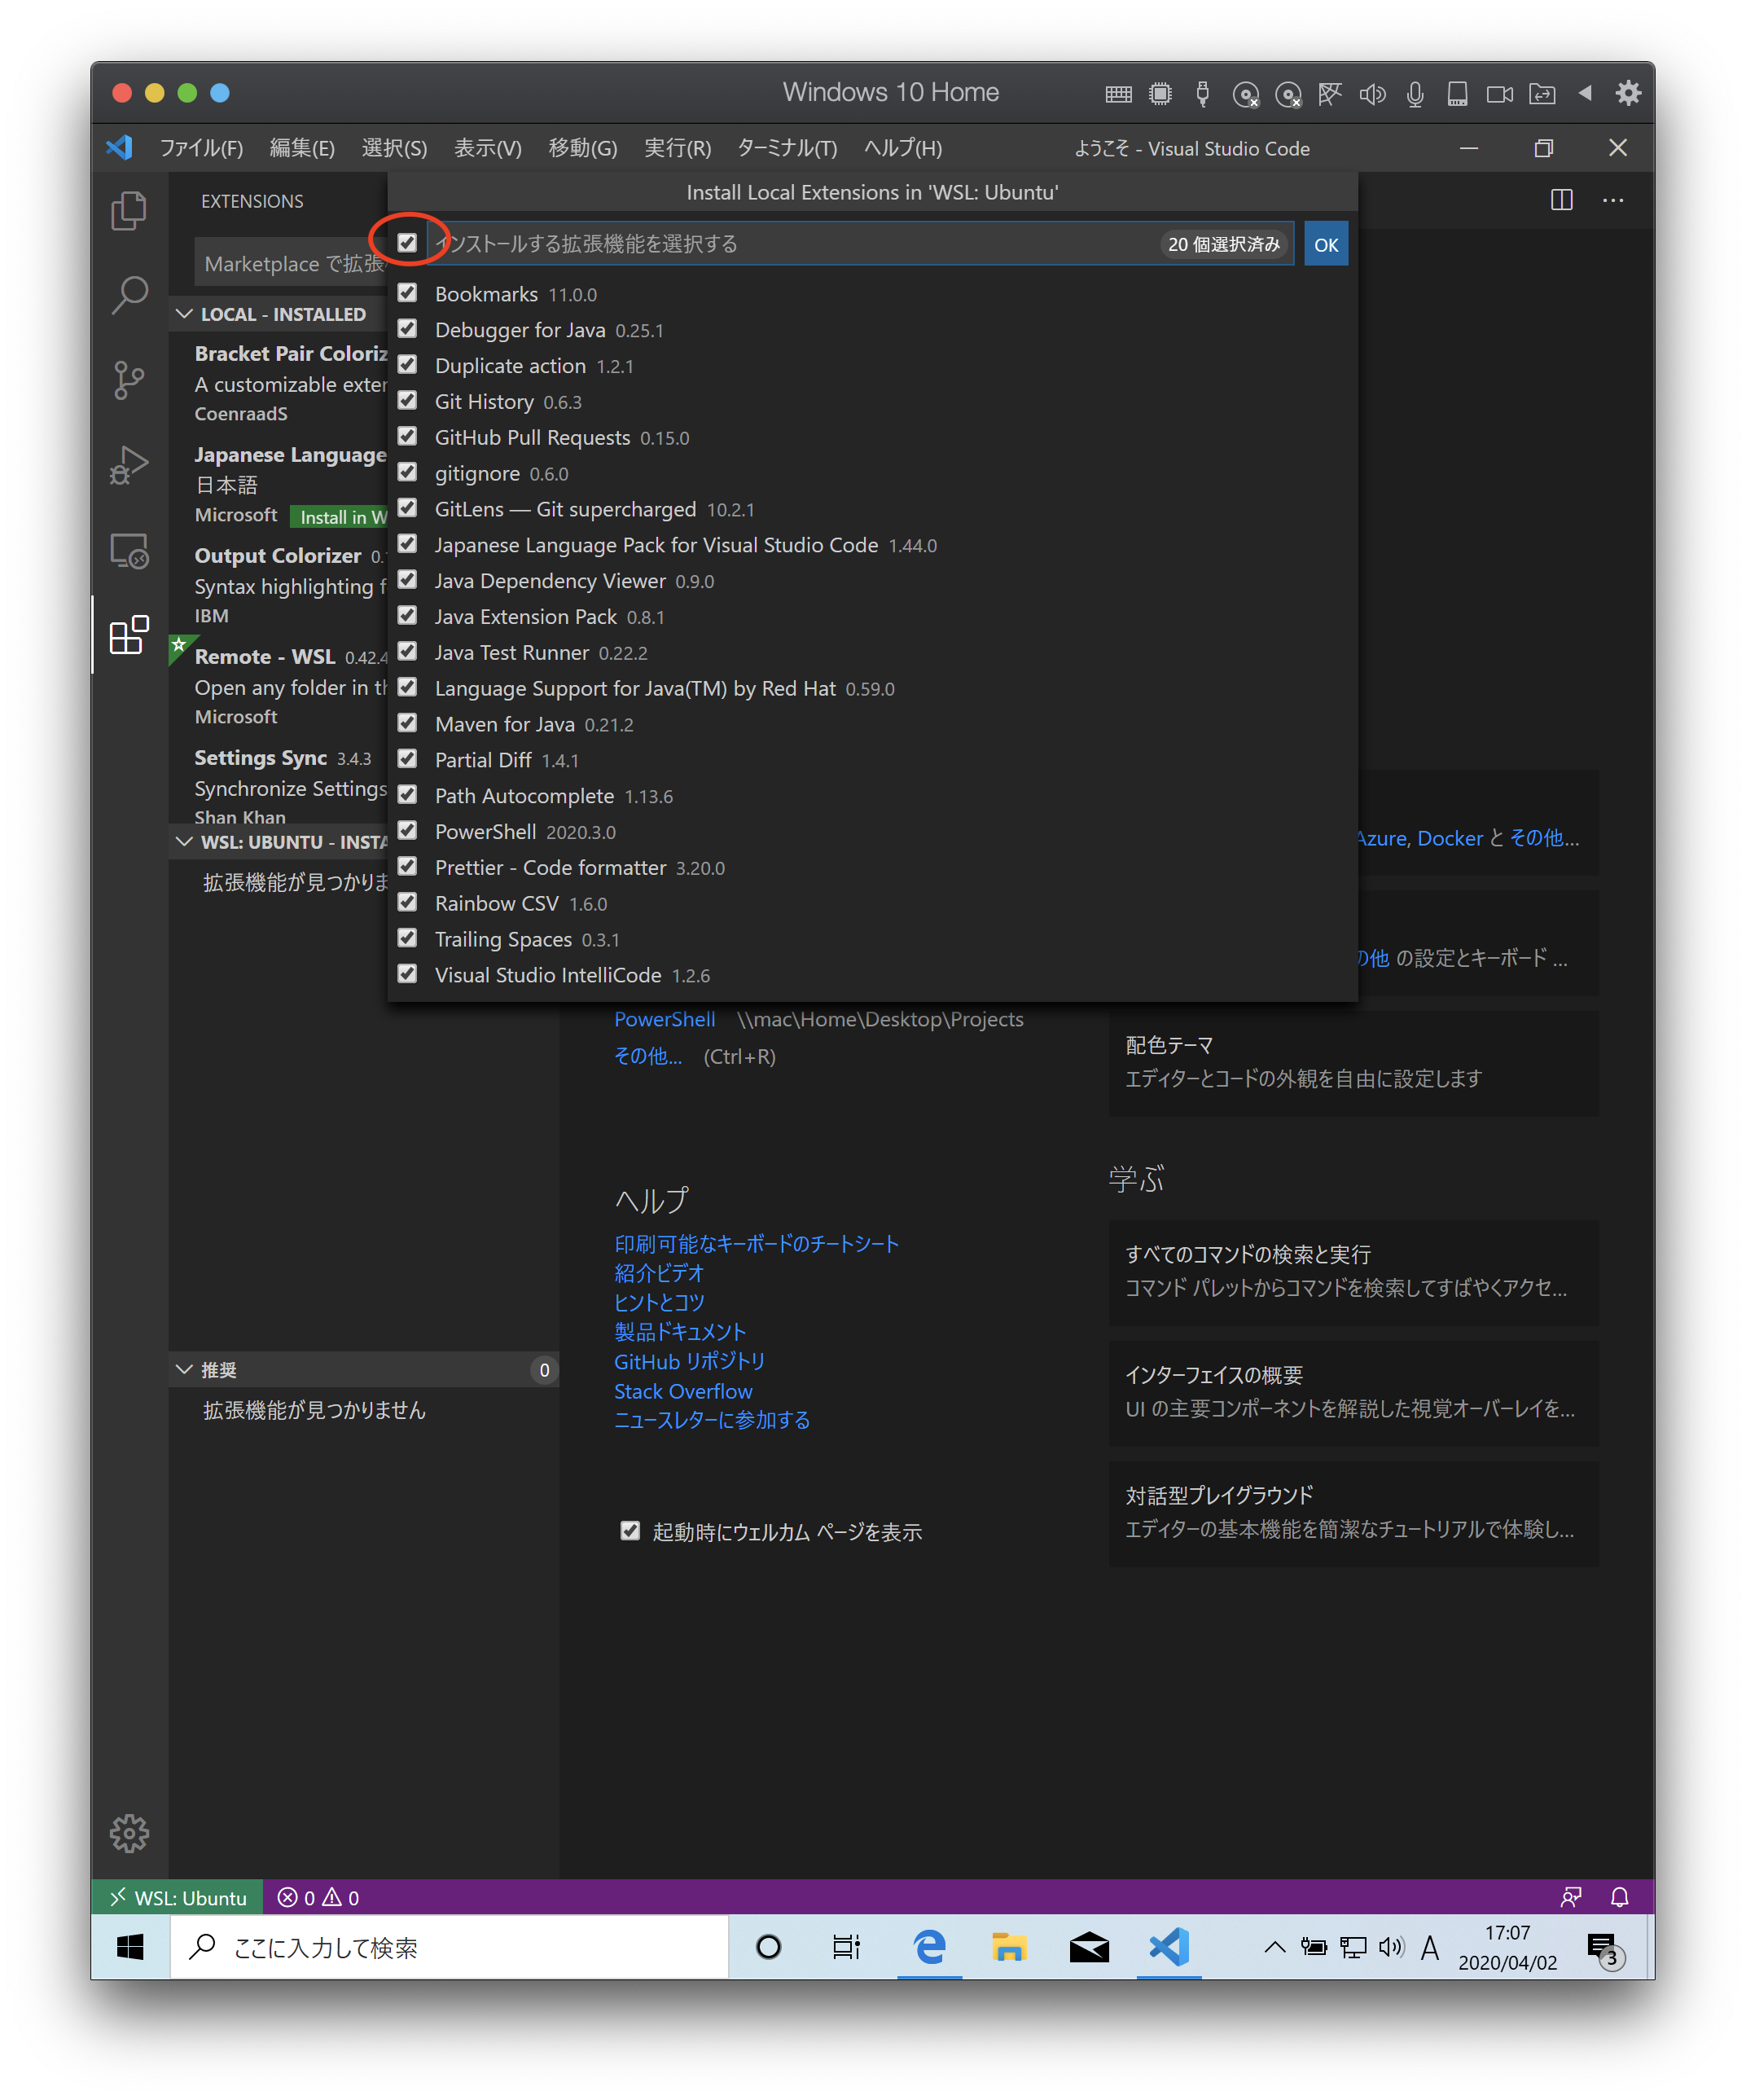 Windows 10 Home
ファイル(F) 編集(E) 選択(S) 表示(V) 移動(G) 実行(R) ターミナル(T) ヘルプ(H) ようこそ - Visual Studio Code
EXTENSIONS
Marketplace で拡張
LOCAL - INSTALLED
Bracket Pair Coloriz
A customizable exter
CoenraadS
Japanese Language
日本語
Microsoft Install in W
Output Colorizer 0.
Syntax highlighting f
IBM
Remote - WSL 0.42.4
Open any folder in th
Microsoft
Settings Sync 3.4.3
Synchronize Settings
Shan Khan
WSL: UBUNTU - INSTA
拡張機能が見つかりま
推奨 0
拡張機能が見つかりません
Install Local Extensions in 'WSL: Ubuntu'
インストールする拡張機能を選択する 20 個選択済み OK
Bookmarks 11.0.0
Debugger for Java 0.25.1
Duplicate action 1.2.1
Git History 0.6.3
GitHub Pull Requests 0.15.0
gitignore 0.6.0
GitLens — Git supercharged 10.2.1
Japanese Language Pack for Visual Studio Code 1.44.0
Java Dependency Viewer 0.9.0
Java Extension Pack 0.8.1
Java Test Runner 0.22.2
Language Support for Java(TM) by Red Hat 0.59.0
Maven for Java 0.21.2
Partial Diff 1.4.1
Path Autocomplete 1.13.6
PowerShell 2020.3.0
Prettier - Code formatter 3.20.0
Rainbow CSV 1.6.0
Trailing Spaces 0.3.1
Visual Studio IntelliCode 1.2.6
PowerShell \\mac\Home\Desktop\Projects
その他... (Ctrl+R)
ヘルプ
印刷可能なキーボードのチートシート
紹介ビデオ
ヒントとコツ
製品ドキュメント
GitHub リポジトリ
Stack Overflow
ニュースレターに参加する
起動時にウェルカム ページを表示
Azure, Docker と その他...
の他 の設定とキーボード ...
配色テーマ
エディターとコードの外観を自由に設定します
学ぶ
すべてのコマンドの検索と実行
コマンド パレットからコマンドを検索してすばやくアクセ...
インターフェイスの概要
UI の主要コンポーネントを解説した視覚オーバーレイを...
対話型プレイグラウンド
エディターの基本機能を簡潔なチュートリアルで体験し...
WSL: Ubuntu 0 0
ここに入力して検索
A
17:07
2020/04/02
3